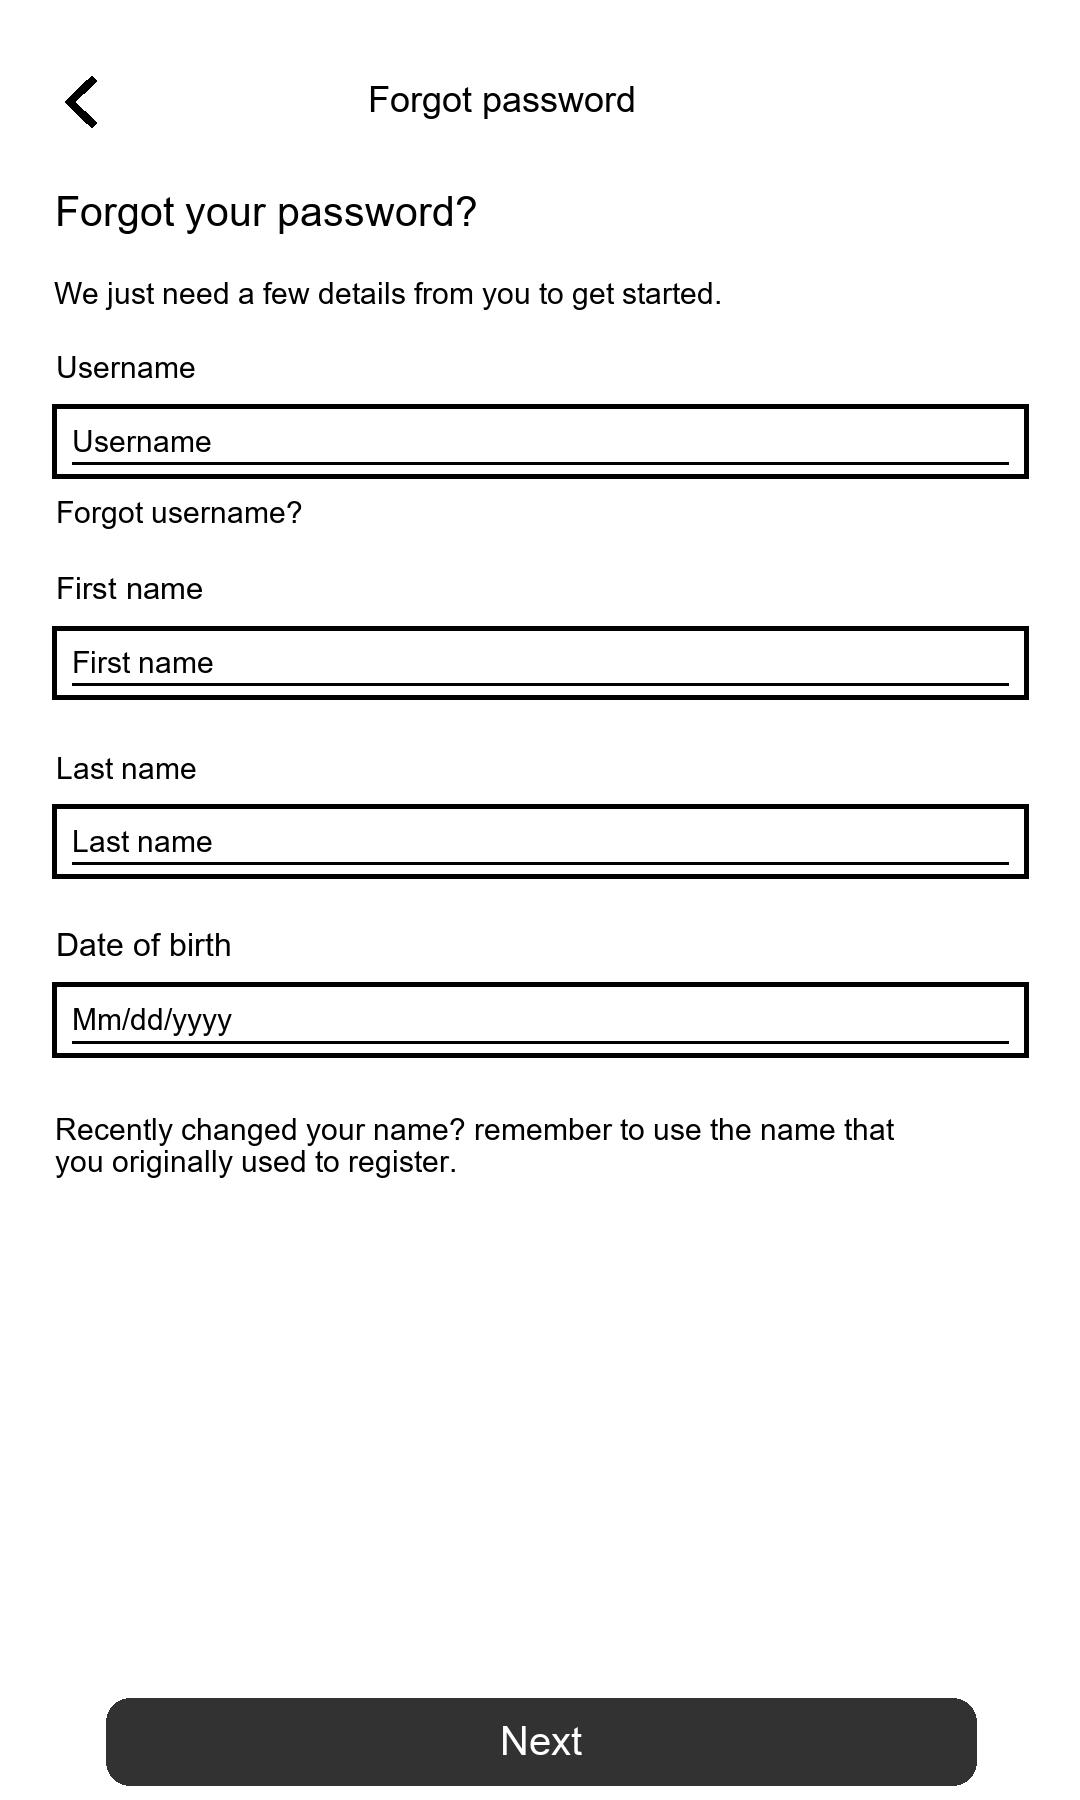 Forgot password
Forgot your password?
We just need a few details from you to get started.
Username
Username
Forgot username?
First name
First name
Last name
Last name
Date of birth
Mm/dd/yyyy
Recently changed your name? remember to use the name that
you originally used to register.
Next